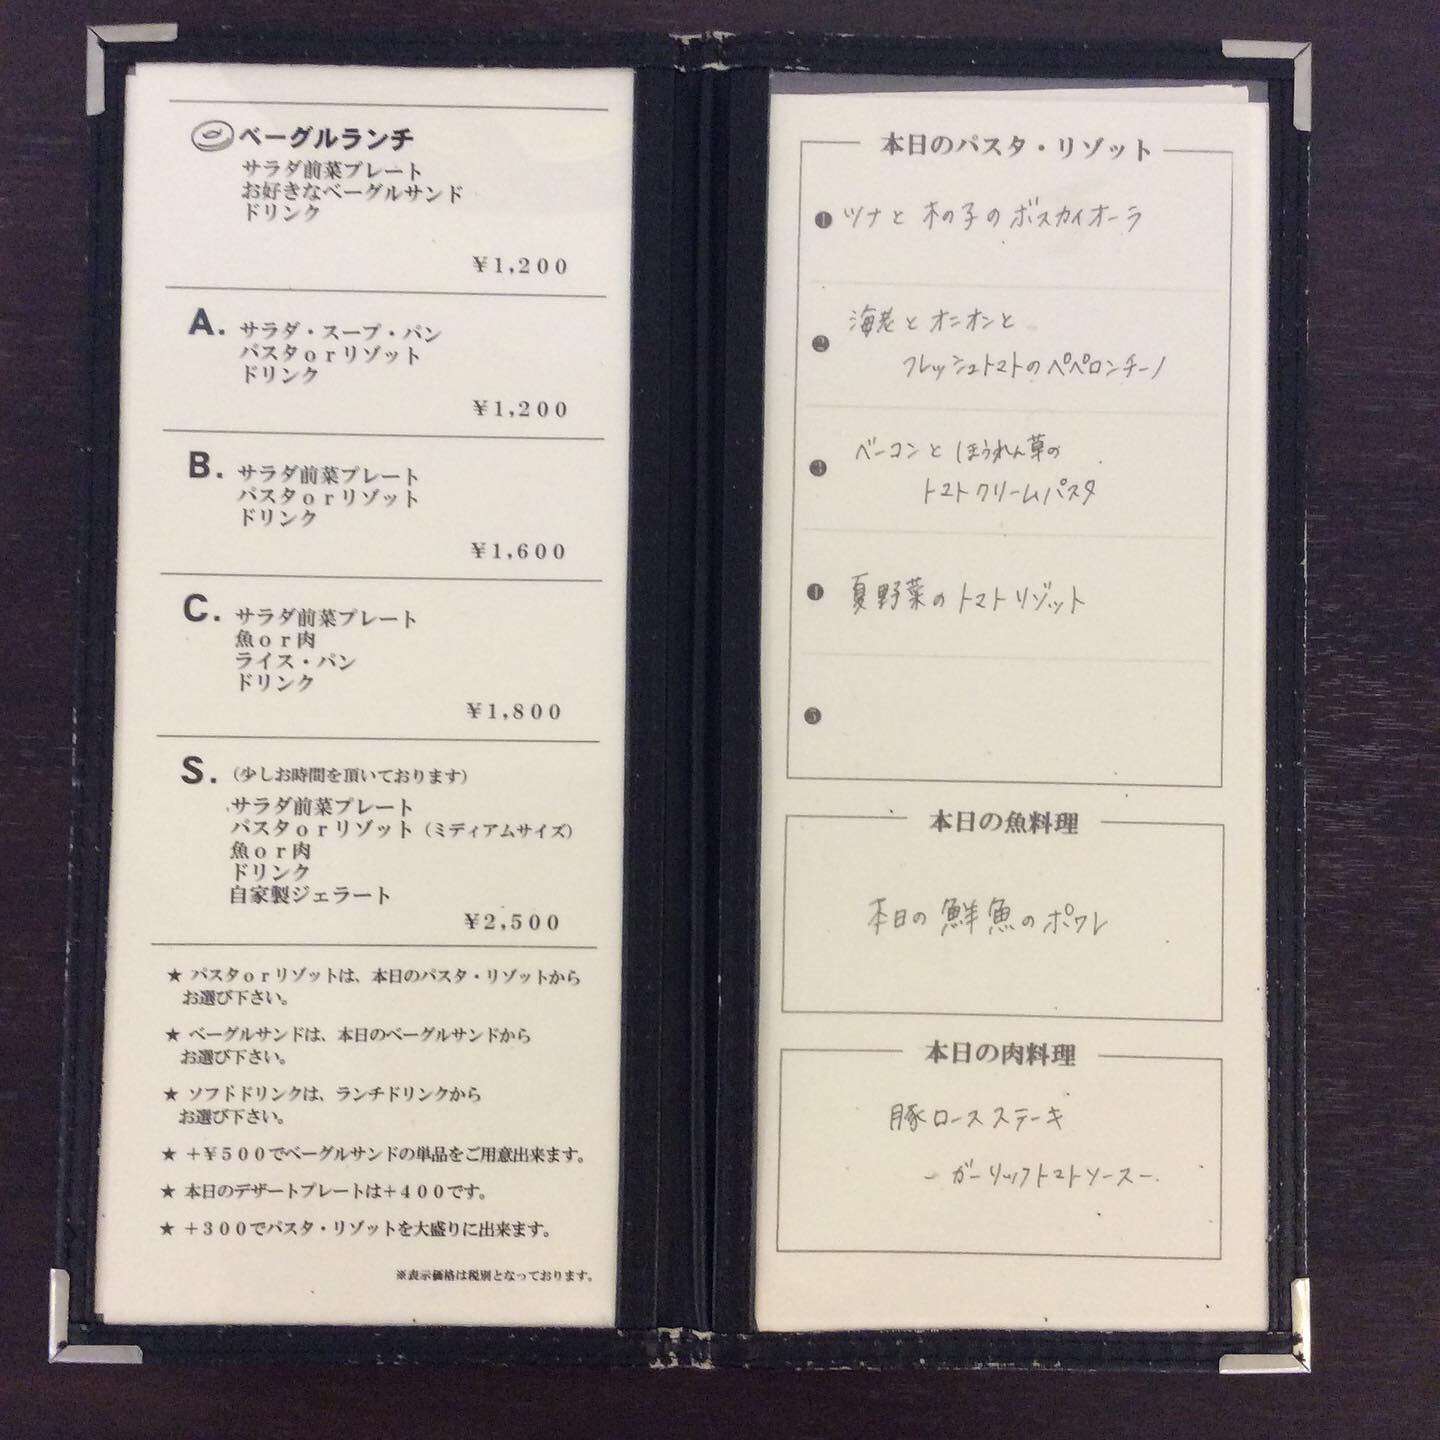 ベーグルランチ
サラダ前菜プレート
お好きなベーグルサンド
ドリンク
¥1,200
A. サラダ・スープ・パン
パスタorリゾット
ドリンク
¥1,200
B. サラダ前菜プレート
パスタorリゾット
ドリンク
¥1,600
C. サラダ前菜プレート
魚or肉
ライス・パン
ドリンク
¥1,800
S. (少しお時間を頂いております)
サラダ前菜プレート
パスタorリゾット(ミディアムサイズ)
魚or肉
ドリンク
自家製ジェラート
¥2,500
★ パスタorリゾットは、本日のパスタ・リゾットから
お選び下さい。
★ ベーグルサンドは、本日のベーグルサンドから
お選び下さい。
★ ソフドドリンクは、ランチドリンクから
お選び下さい。
★ +¥500でベーグルサンドの単品をご用意出来ます。
★ 本日のデザートプレートは+400です。
★ +300でパスタ・リゾットを大盛りに出来ます。
※表示価格は税別となっております。
本日のパスタ・リゾット
❶ ツナと木の子のボスカイオーラ
❷ 海老とオニオンと
フレッシュトマトのペペロンチーノ
❸ ベーコンとほうれん草の
トマトクリームパスタ
❹ 夏野菜のトマトリゾット
❺
本日の魚料理
本日の鮮魚のポワレ
本日の肉料理
豚ロースステーキ
-ガーリックトマトソース-